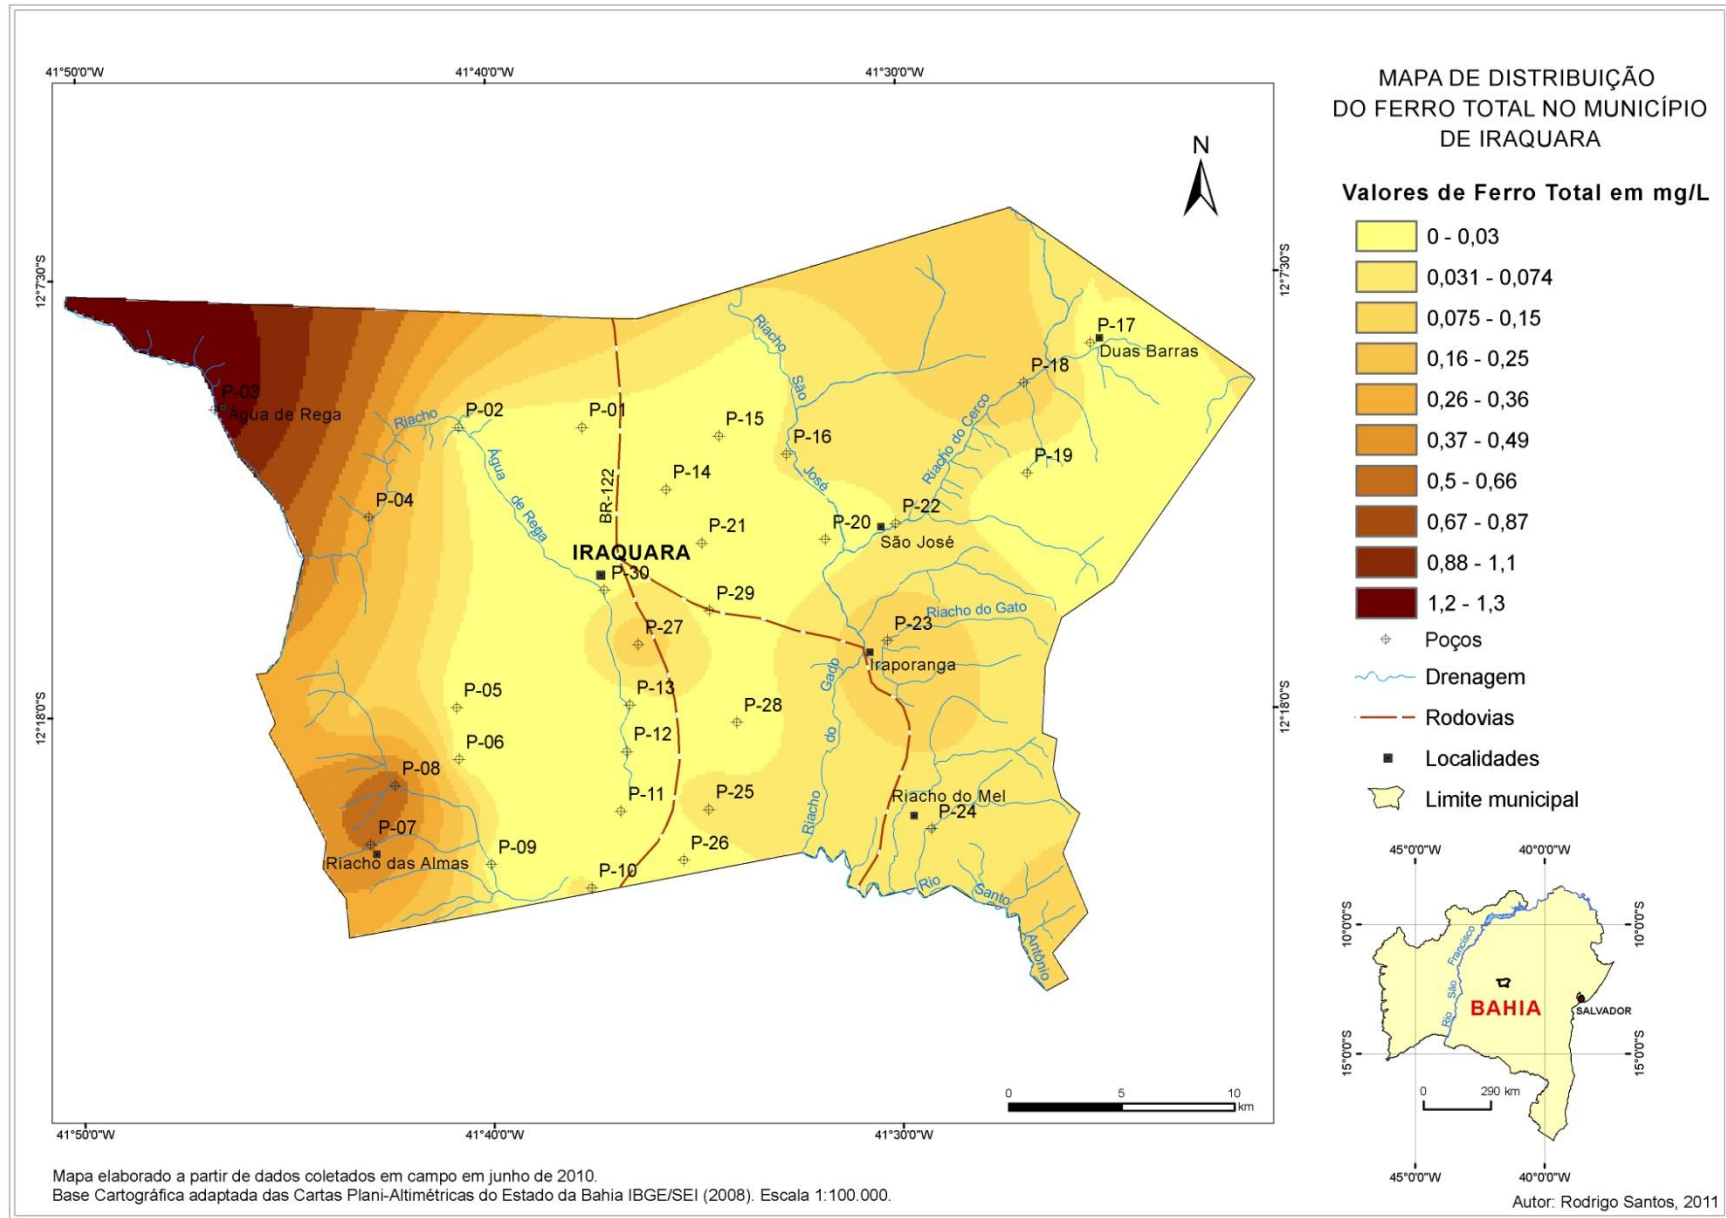 41°50'0"W
41°40'0"W
41°30'0"W
12°7'30"S
12°7'30"S
12°18'0"S
12°18'0"S
41°50'0"W
41°40'0"W
41°30'0"W
N
P-17
Duas Barras
P-18
P-03
Água de Rega
P-02
P-01
P-15
P-16
P-19
P-14
P-04
P-21
P-20
P-22
São José
IRAQUARA
P-30
P-29
P-27
P-23
Iraporanga
P-05
P-13
P-28
P-06
P-12
P-08
P-11
P-25
Riacho do Mel
P-24
P-07
Riacho das Almas
P-09
P-26
P-10
BR-122
Riacho
Água
de Rega
Riacho
São
José
Riacho do Cerco
Riacho do Gato
Riacho
do
Gado
Rio
Santo
Antônio
0 5 10
km
MAPA DE DISTRIBUIÇÃO
DO FERRO TOTAL NO MUNICÍPIO
DE IRAQUARA
Valores de Ferro Total em mg/L
0 - 0,03
0,031 - 0,074
0,075 - 0,15
0,16 - 0,25
0,26 - 0,36
0,37 - 0,49
0,5 - 0,66
0,67 - 0,87
0,88 - 1,1
1,2 - 1,3
Poços
Drenagem
Rodovias
Localidades
Limite municipal
45°0'0"W
40°0'0"W
10°0'0"S
10°0'0"S
Rio São Francisco
BAHIA
SALVADOR
15°0'0"S
15°0'0"S
0 290 km
45°0'0"W
40°0'0"W
Mapa elaborado a partir de dados coletados em campo em junho de 2010.
Base Cartográfica adaptada das Cartas Plani-Altimétricas do Estado da Bahia IBGE/SEI (2008). Escala 1:100.000.
Autor: Rodrigo Santos, 2011